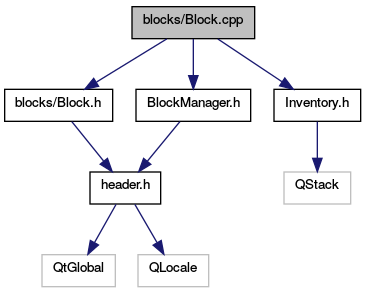 blocks/Block.cpp
blocks/Block.h
BlockManager.h
Inventory.h
header.h
QStack
QtGlobal
QLocale